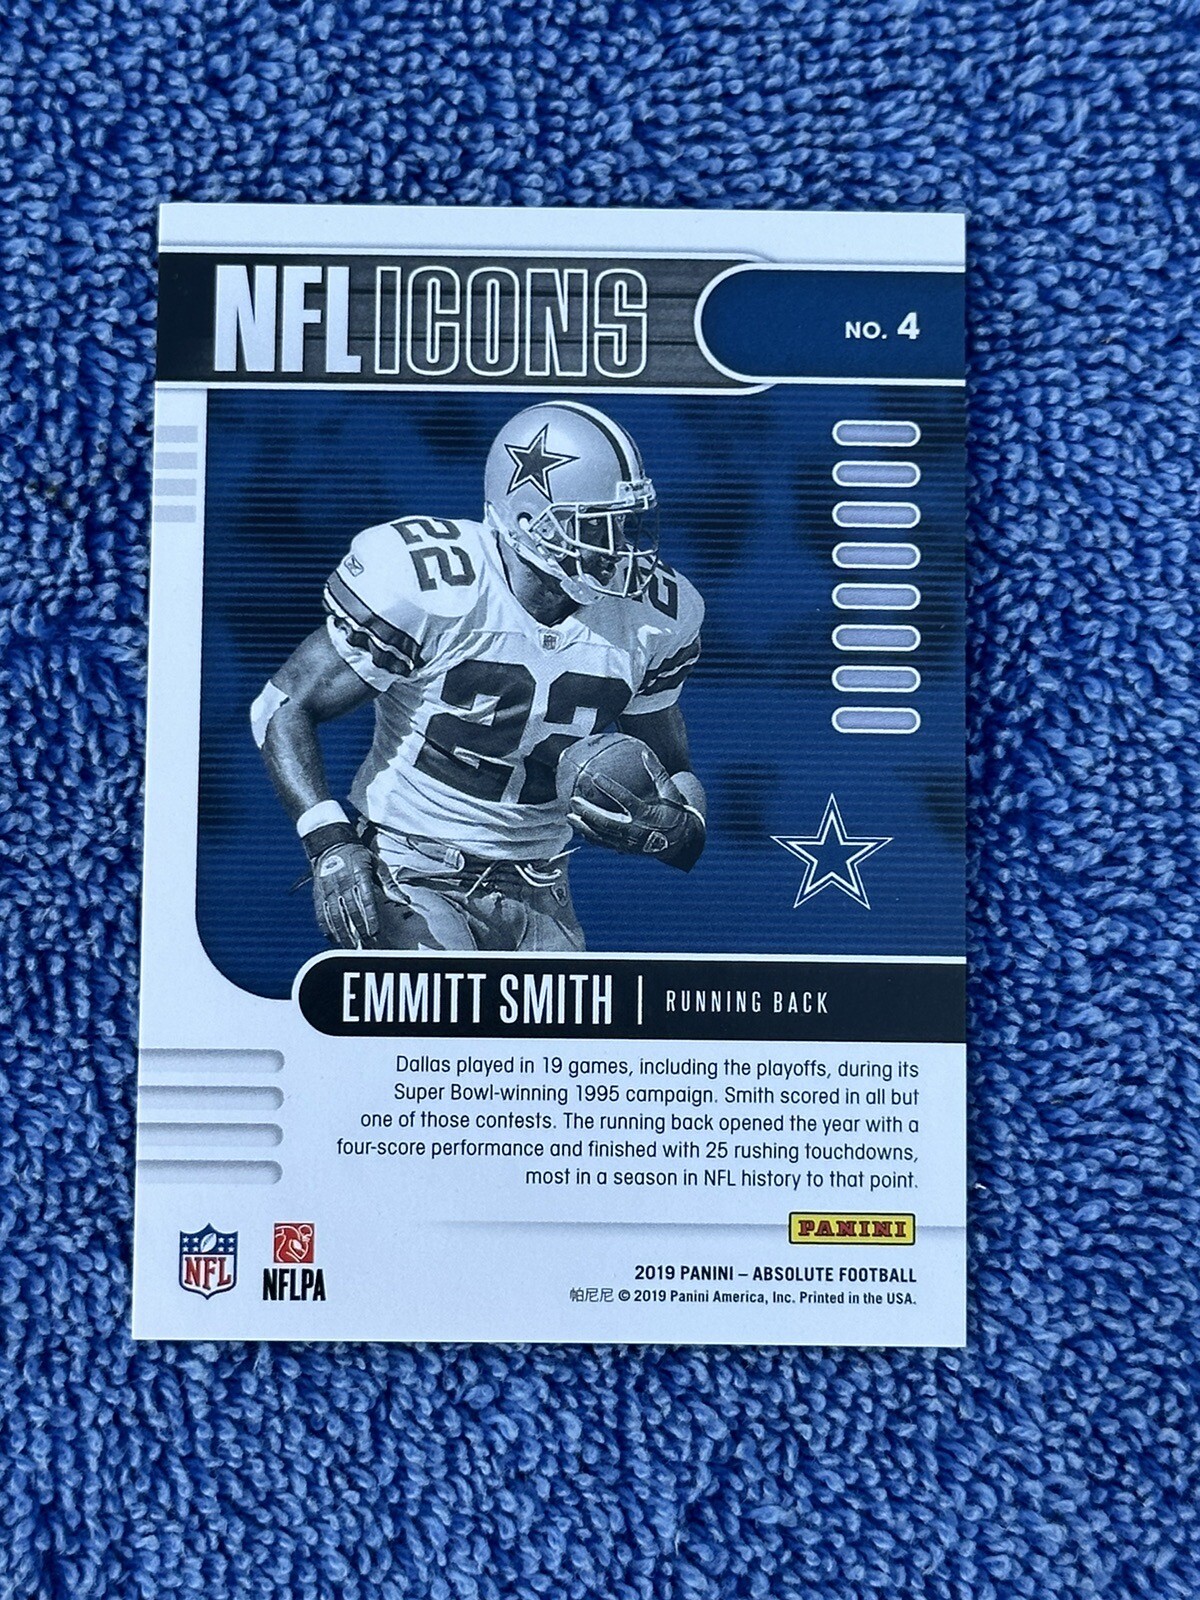 NFL ICONS
NO. 4
22
22
22
EMMITT SMITH | RUNNING BACK
Dallas played in 19 games, including the playoffs, during its
Super Bowl-winning 1995 campaign. Smith scored in all but
one of those contests. The running back opened the year with a
four-score performance and finished with 25 rushing touchdowns,
most in a season in NFL history to that point.
PANINI
NFL
NFLPA
2019 PANINI – ABSOLUTE FOOTBALL
帕尼尼 © 2019 Panini America, Inc. Printed in the USA.